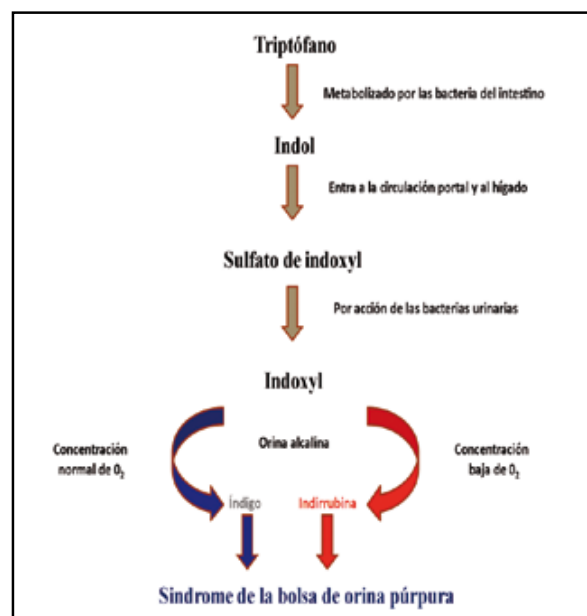 Triptófano
Metabolizado por las bacteria del intestino
Indol
Entra a la circulación portal y al hígado
Sulfato de indoxyl
Por acción de las bacterias urinarias
Indoxyl
Concentración
normal de O₂
Orina alcalina
Concentración
baja de O₂
Índigo
Indirrubina
Sindrome de la bolsa de orina púrpura